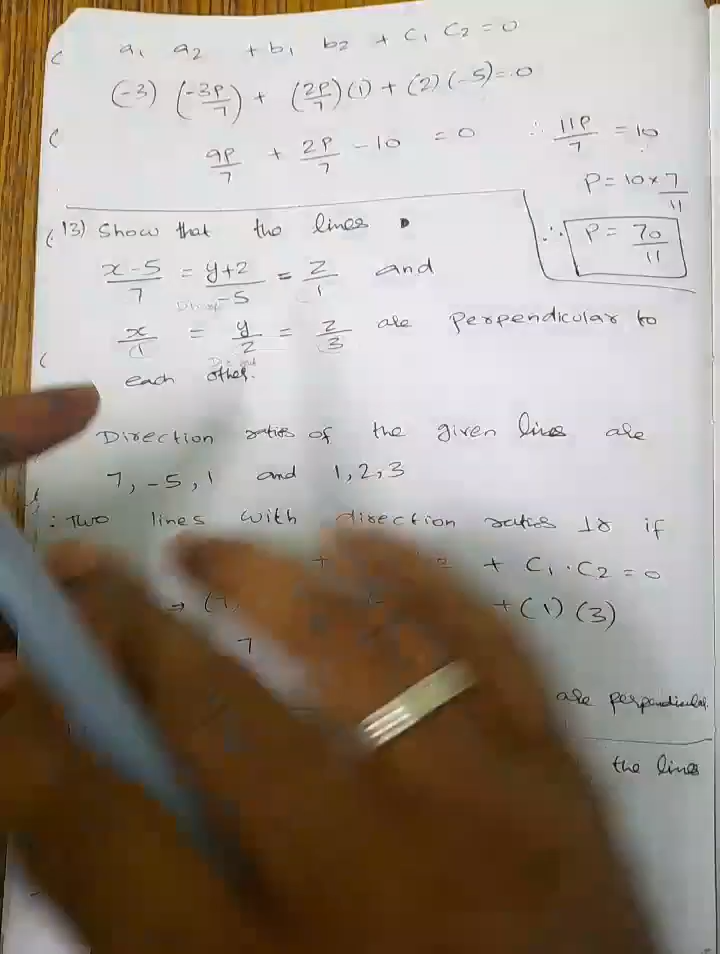 a₁ a₂ + b₁ b₂ + C₁ C₂ = 0
(-3) (-3P/7) + (2P/7)(1) + (2)(-5) = 0
9P/7 + 2P/7 - 10 = 0
∴ 11P/7 = 10
P = 10 × 7/11
∴ P = 70/11
13) Show that the lines
x-5/7 = y+2/-5 = z/1 and
x/1 = y/2 = z/3 are perpendicular to
each other.
Direction ratios of the given lines are
7, -5, 1 and 1, 2, 3
: Two lines with direction ratios ⊥r if
+ C₁ . C₂ = 0
→ (7, + (1) (3)
7
are perpendicular.
the lines